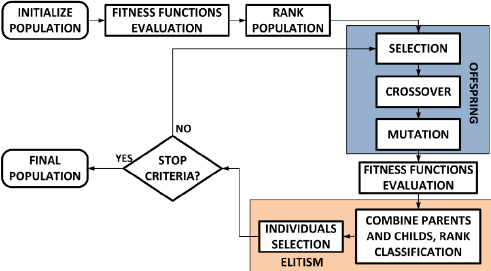 INITIALIZE
POPULATION
FITNESS FUNCTIONS
EVALUATION
RANK
POPULATION
SELECTION
CROSSOVER
MUTATION
OFFSPRING
FITNESS FUNCTIONS
EVALUATION
COMBINE PARENTS
AND CHILDS, RANK
CLASSIFICATION
INDIVIDUALS
SELECTION
ELITISM
STOP
CRITERIA?
NO
YES
FINAL
POPULATION